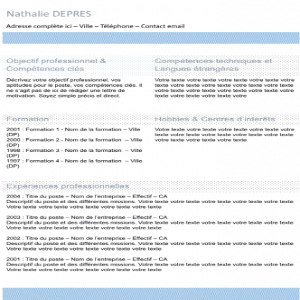 Nathalie DEPRES
Adresse complète ici – Ville – Téléphone – Contact email
Objectif professionnel &
Compétences clés
Décrivez votre objectif professionnel, vos
aptitudes pour le poste, vos compétences clés. Il
ne s'agit pas de ici de rédiger une lettre de
motivation. Soyez simple précis et direct.
Compétences techniques et
Langues étrangères
Votre texte votre texte votre texte votre texte votre
texte votre texte votre texte votre texte votre texte
votre texte votre texte votre texte votre texte votre
texte votre texte votre texte
Formation
2001 : Formation 1 - Nom de la formation – Ville
(DP)
2000 : Formation 2 - Nom de la formation – Ville
(DP)
1998 : Formation 3 - Nom de la formation – Ville
(DP)
1997 : Formation 4 - Nom de la formation – Ville
(DP)
Hobbies & Centres d'intérêts
Votre texte votre texte votre texte votre texte votre
texte votre texte votre texte votre texte votre texte
votre texte votre texte votre texte
Expériences professionnelles
2004 : Titre du poste – Nom de l'entreprise – Effectif – CA
Descriptif du poste et des différentes missions. Votre texte votre texte votre texte votre texte votre texte
Votre texte votre texte votre texte votre texte votre texte
2003 : Titre du poste – Nom de l'entreprise – Effectif – CA
Descriptif du poste et des différentes missions. Votre texte votre texte votre texte votre texte votre texte
Votre texte votre texte votre texte votre texte votre texte
2002 : Titre du poste – Nom de l'entreprise – Effectif – CA
Descriptif du poste et des différentes missions. Votre texte votre texte votre texte votre texte votre texte
Votre texte votre texte votre texte votre texte votre texte
2001 : Titre du poste – Nom de l'entreprise – Effectif – CA
Descriptif du poste et des différentes missions. Votre texte votre texte votre texte votre texte votre texte
Votre texte votre texte votre texte votre texte votre texte